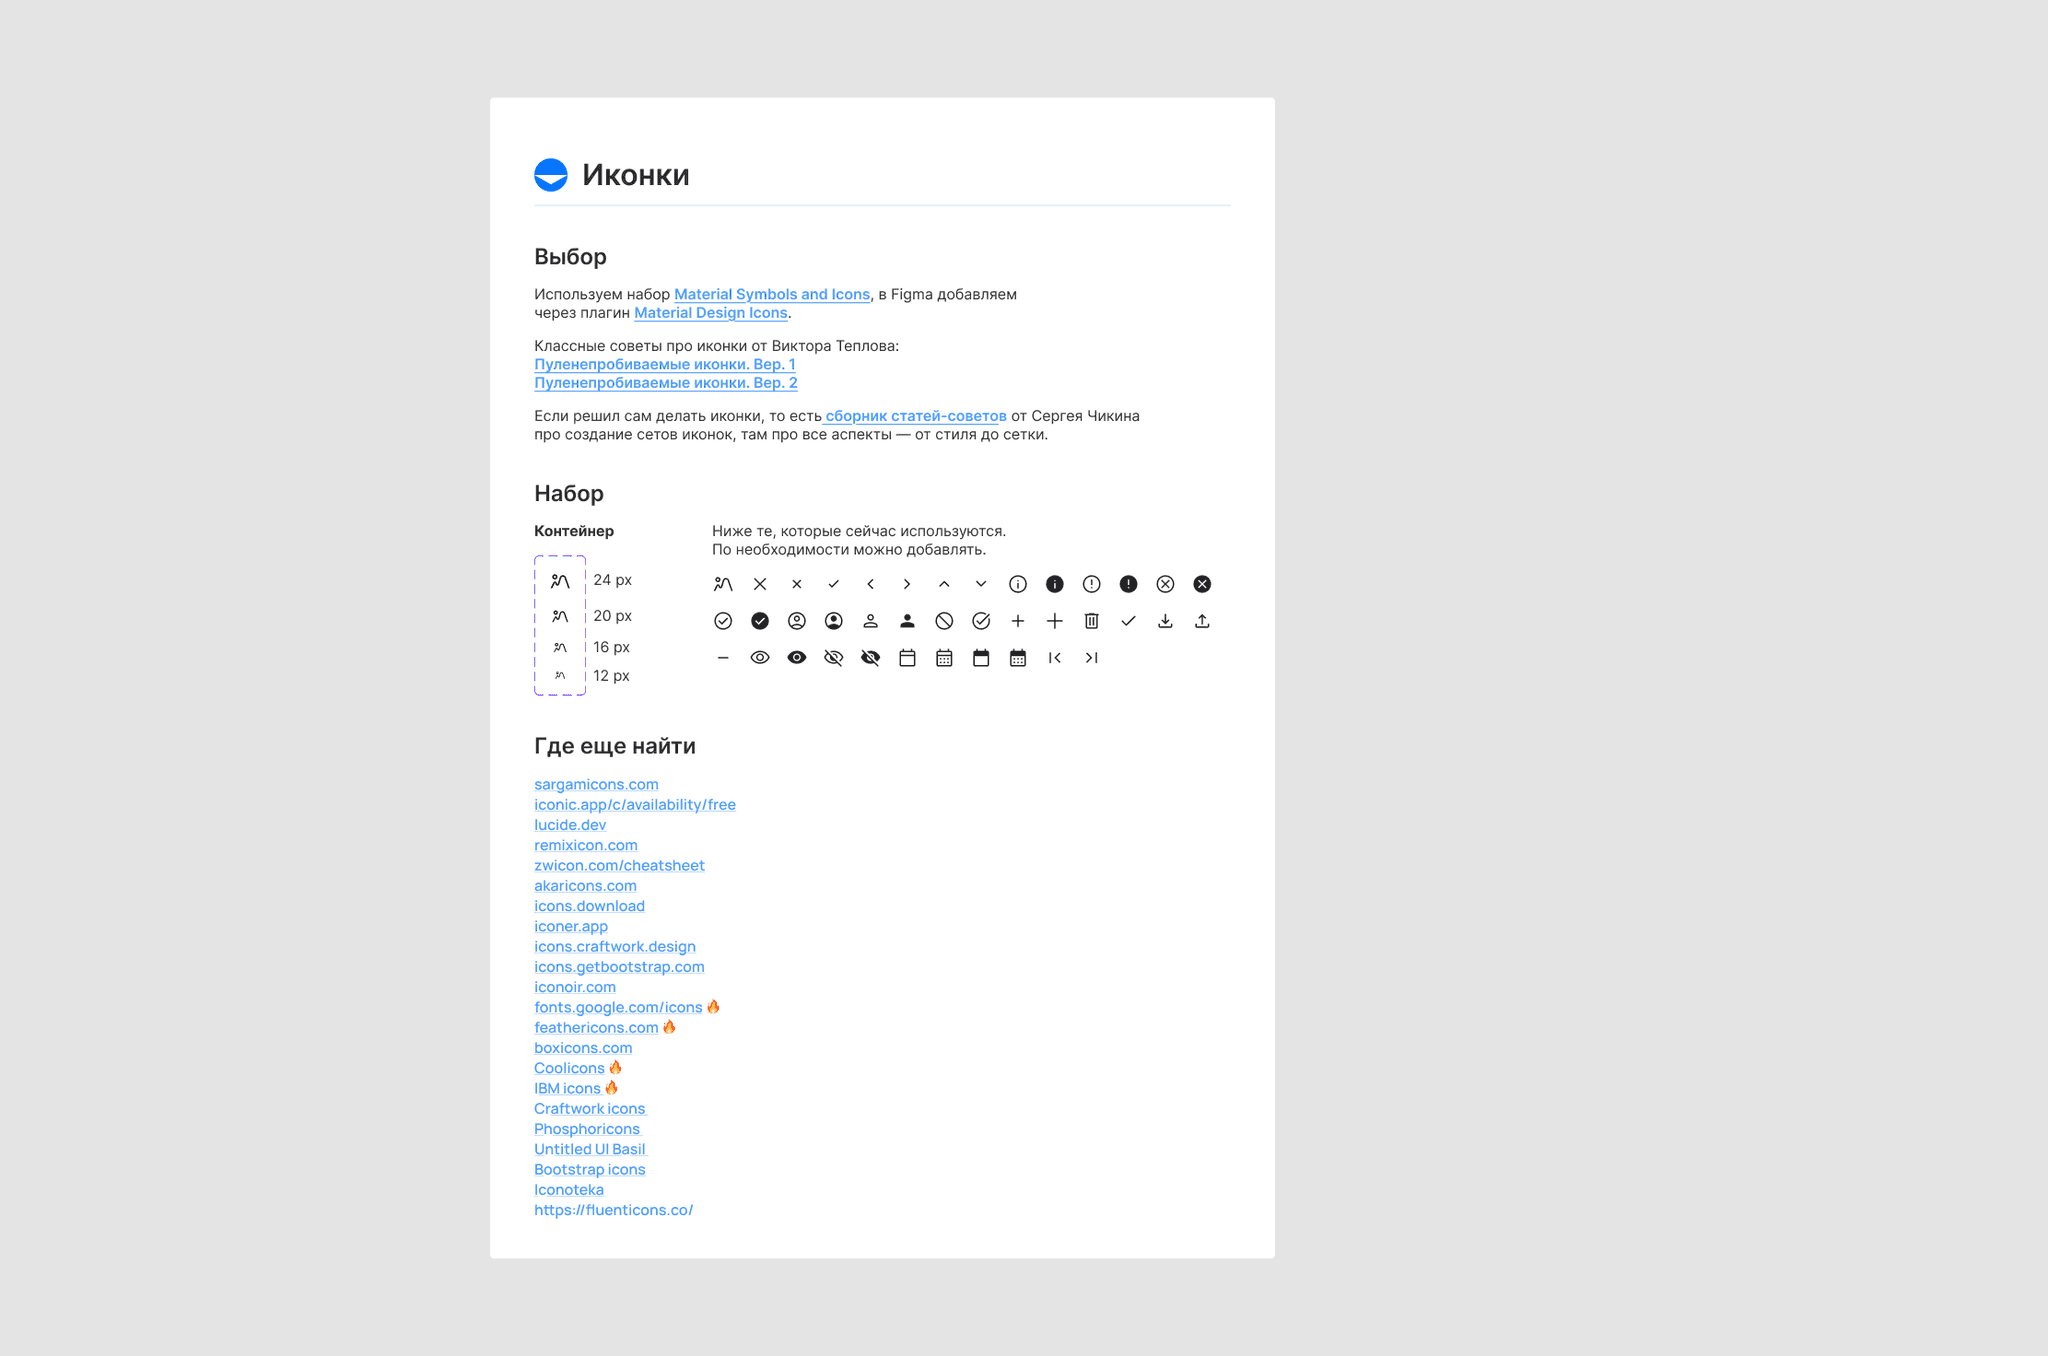 Иконки
Выбор
Используем набор Material Symbols and Icons, в Figma добавляем
через плагин Material Design Icons.
Классные советы про иконки от Виктора Теплова:
Пуленепробиваемые иконки. Вер. 1
Пуленепробиваемые иконки. Вер. 2
Если решил сам делать иконки, то есть сборник статей-советов от Сергея Чикина
про создание сетов иконок, там про все аспекты — от стиля до сетки.
Набор
Контейнер
24 px
20 px
16 px
12 px
Ниже те, которые сейчас используются.
По необходимости можно добавлять.
Где еще найти
sargamicons.com
iconic.app/c/availability/free
lucide.dev
remixicon.com
zwicon.com/cheatsheet
akaricons.com
icons.download
iconer.app
icons.craftwork.design
icons.getbootstrap.com
iconoir.com
fonts.google.com/icons 🔥
feathericons.com 🔥
boxicons.com
Coolicons 🔥
IBM icons 🔥
Craftwork icons
Phosphoricons
Untitled UI Basil
Bootstrap icons
Iconoteka
https://fluenticons.co/